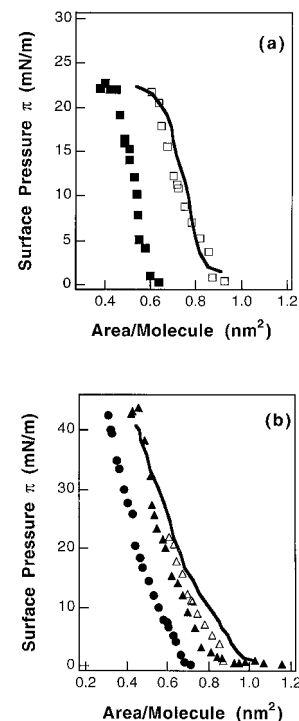 (a)
Surface Pressure π (mN/m)
25
20
15
10
5
0
0.4 0.6 0.8 1.0 1.2
Area/Molecule (nm²)
(b)
Surface Pressure π (mN/m)
40
30
20
10
0
0.2 0.4 0.6 0.8 1.0 1.2
Area/Molecule (nm²)